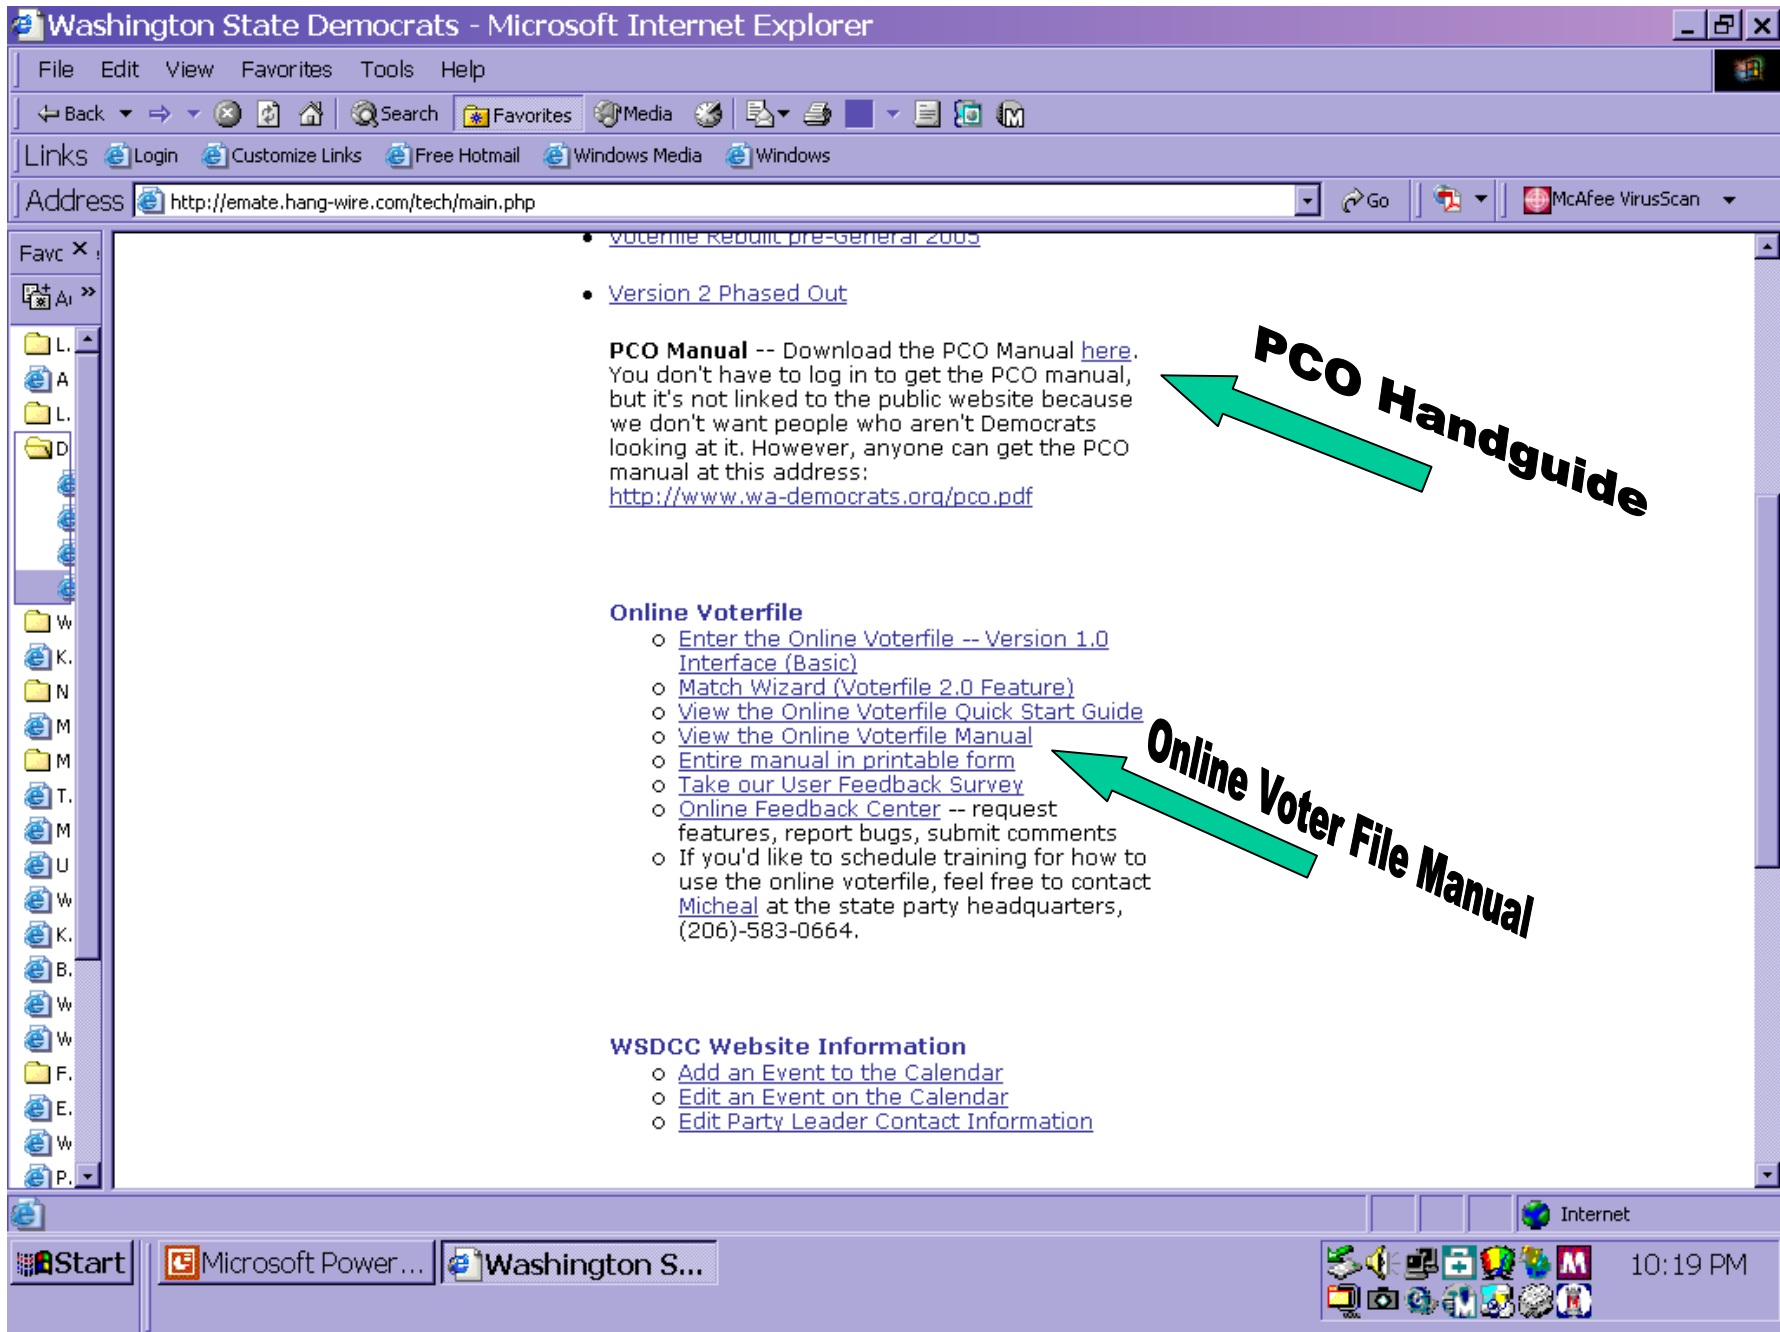 Washington State Democrats - Microsoft Internet Explorer
File Edit View Favorites Tools Help
Back Search Favorites Media
Links Login Customize Links Free Hotmail Windows Media Windows
Address http://emate.hang-wire.com/tech/main.php Go McAfee VirusScan
Favc
Voterfile Rebuilt pre-General 2005
Version 2 Phased Out
PCO Manual -- Download the PCO Manual here.
You don't have to log in to get the PCO manual,
but it's not linked to the public website because
we don't want people who aren't Democrats
looking at it. However, anyone can get the PCO
manual at this address:
http://www.wa-democrats.org/pco.pdf
PCO Handguide
Online Voterfile
Enter the Online Voterfile -- Version 1.0
Interface (Basic)
Match Wizard (Voterfile 2.0 Feature)
View the Online Voterfile Quick Start Guide
View the Online Voterfile Manual
Entire manual in printable form
Take our User Feedback Survey
Online Feedback Center -- request
features, report bugs, submit comments
If you'd like to schedule training for how to
use the online voterfile, feel free to contact
Micheal at the state party headquarters,
(206)-583-0664.
Online Voter File Manual
WSDCC Website Information
Add an Event to the Calendar
Edit an Event on the Calendar
Edit Party Leader Contact Information
L.
A
L.
D
W
K.
N
M
M
T.
M
U
W
K.
B.
W
W
F.
E.
W
P.
Internet
Start Microsoft Power... Washington S... 10:19 PM